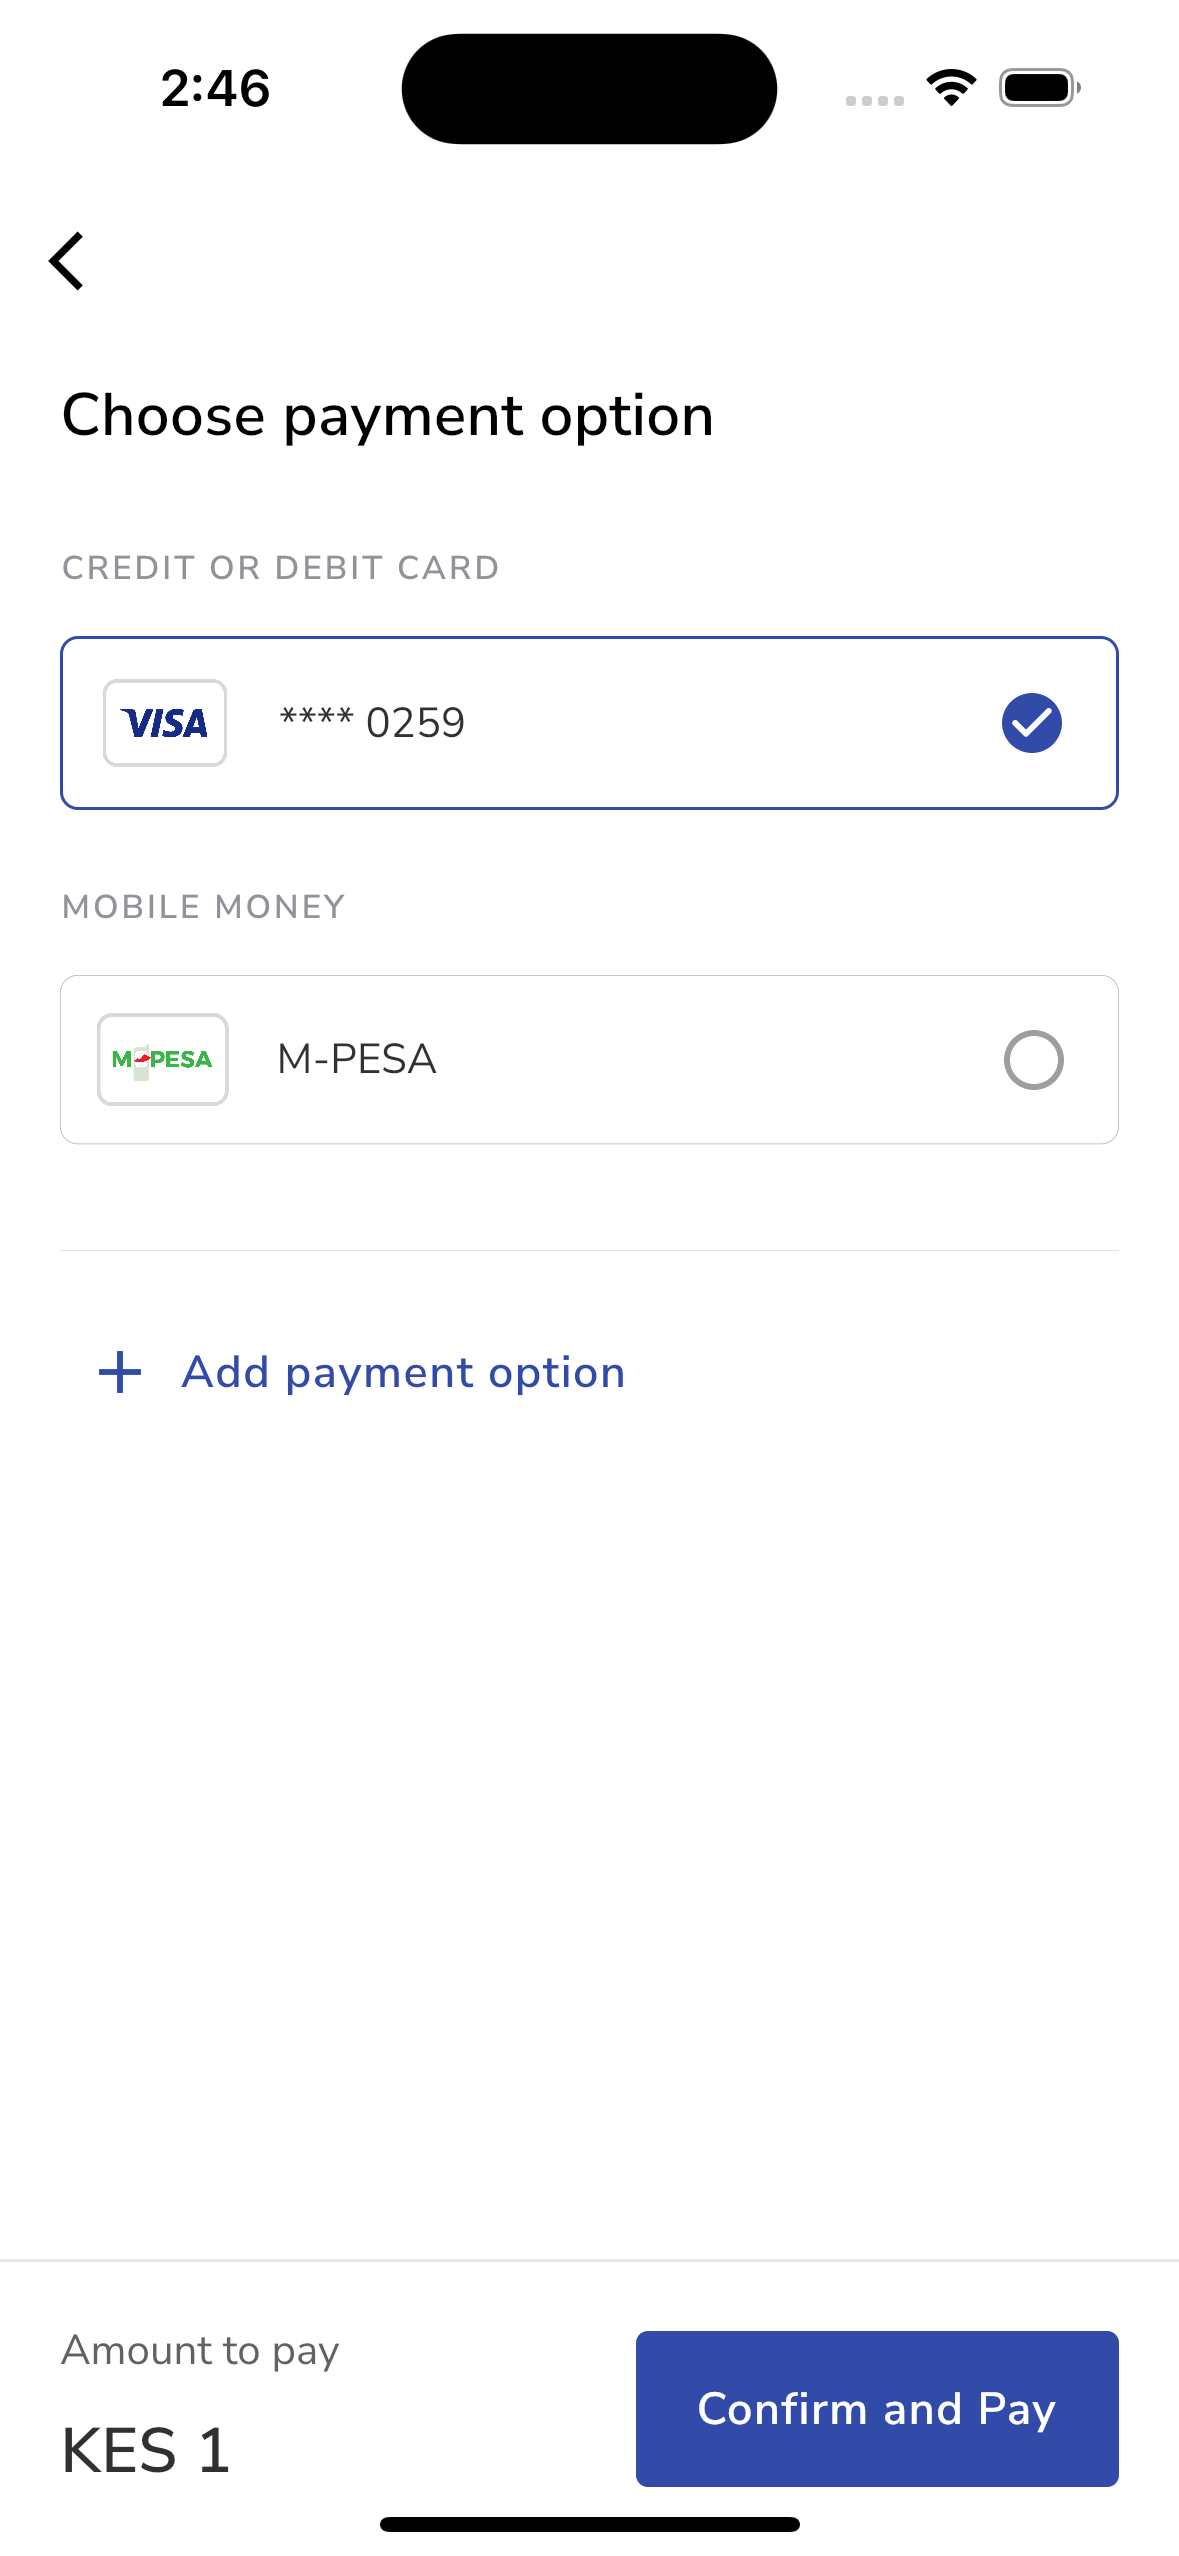 2:46
Choose payment option
CREDIT OR DEBIT CARD
VISA **** 0259
MOBILE MONEY
M-PESA M-PESA
Add payment option
Amount to pay
KES 1
Confirm and Pay